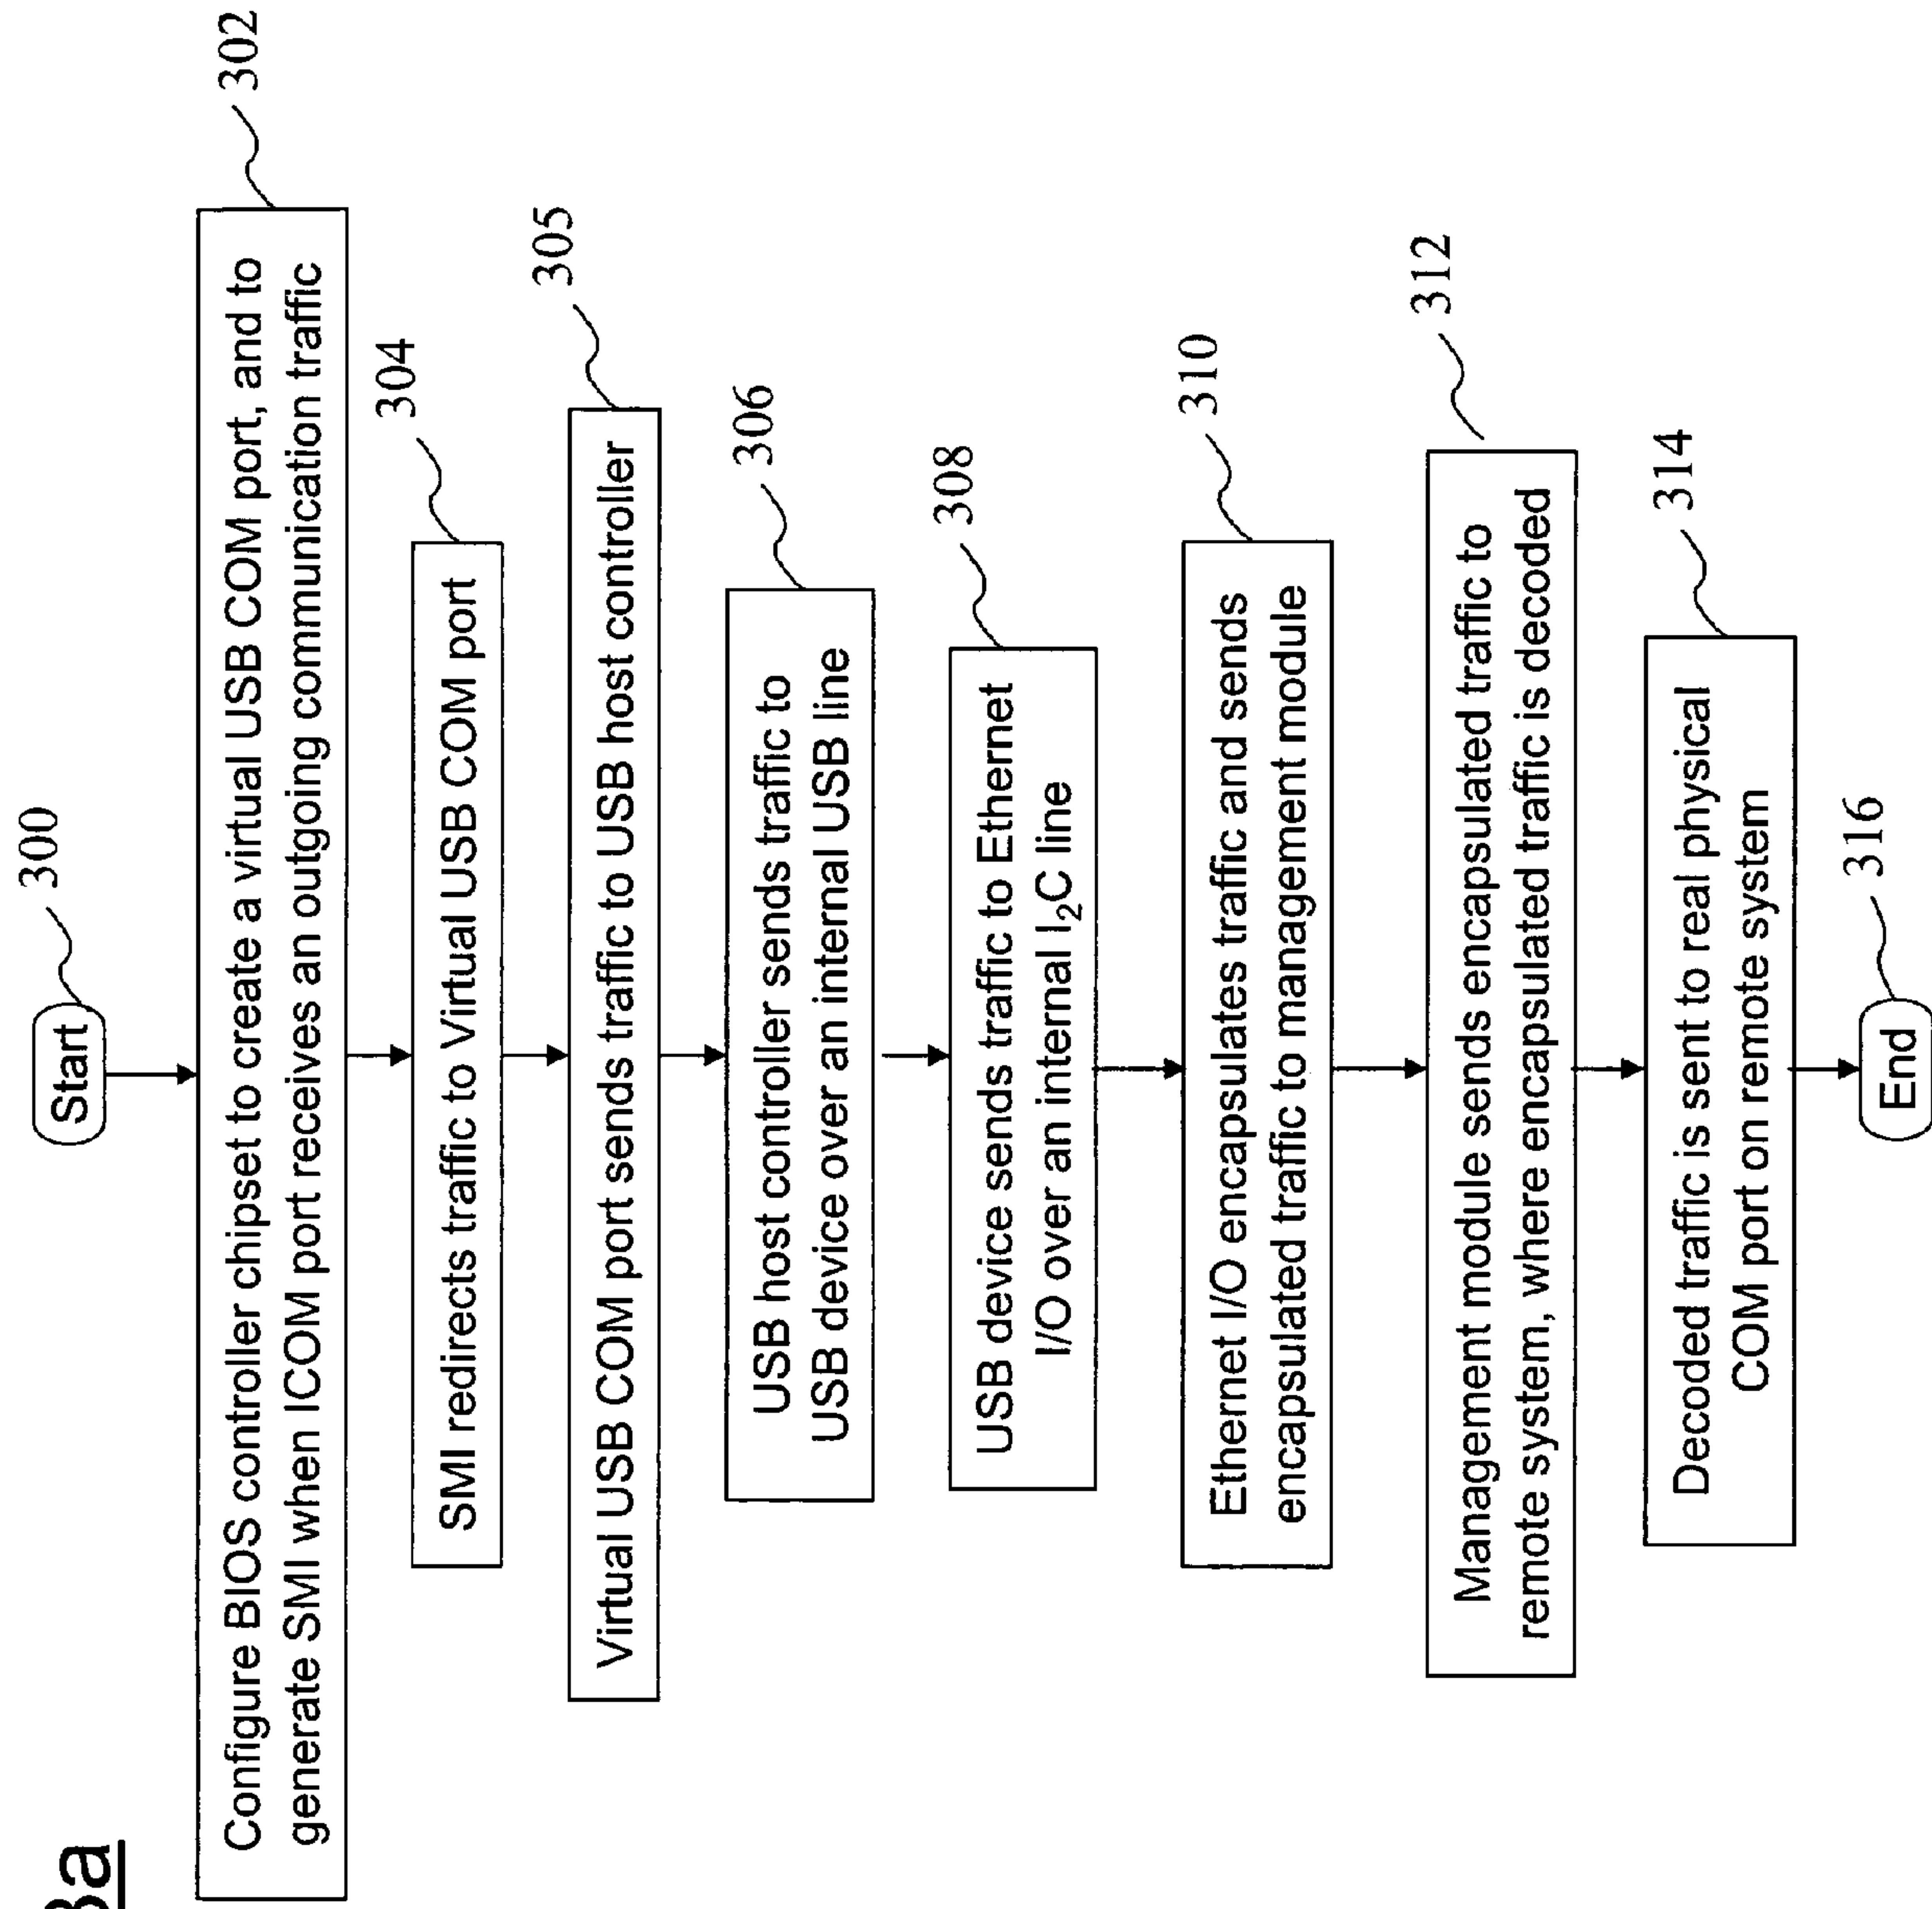 3a
Start
300
Configure BIOS controller chipset to create a virtual USB COM port, and to
generate SMI when ICOM port receives an outgoing communication traffic
302
SMI redirects traffic to Virtual USB COM port
304
Virtual USB COM port sends traffic to USB host controller
305
USB host controller sends traffic to
USB device over an internal USB line
306
USB device sends traffic to Ethernet
I/O over an internal I₂C line
308
Ethernet I/O encapsulates traffic and sends
encapsulated traffic to management module
310
Management module sends encapsulated traffic to
remote system, where encapsulated traffic is decoded
312
Decoded traffic is sent to real physical
COM port on remote system
314
End
316